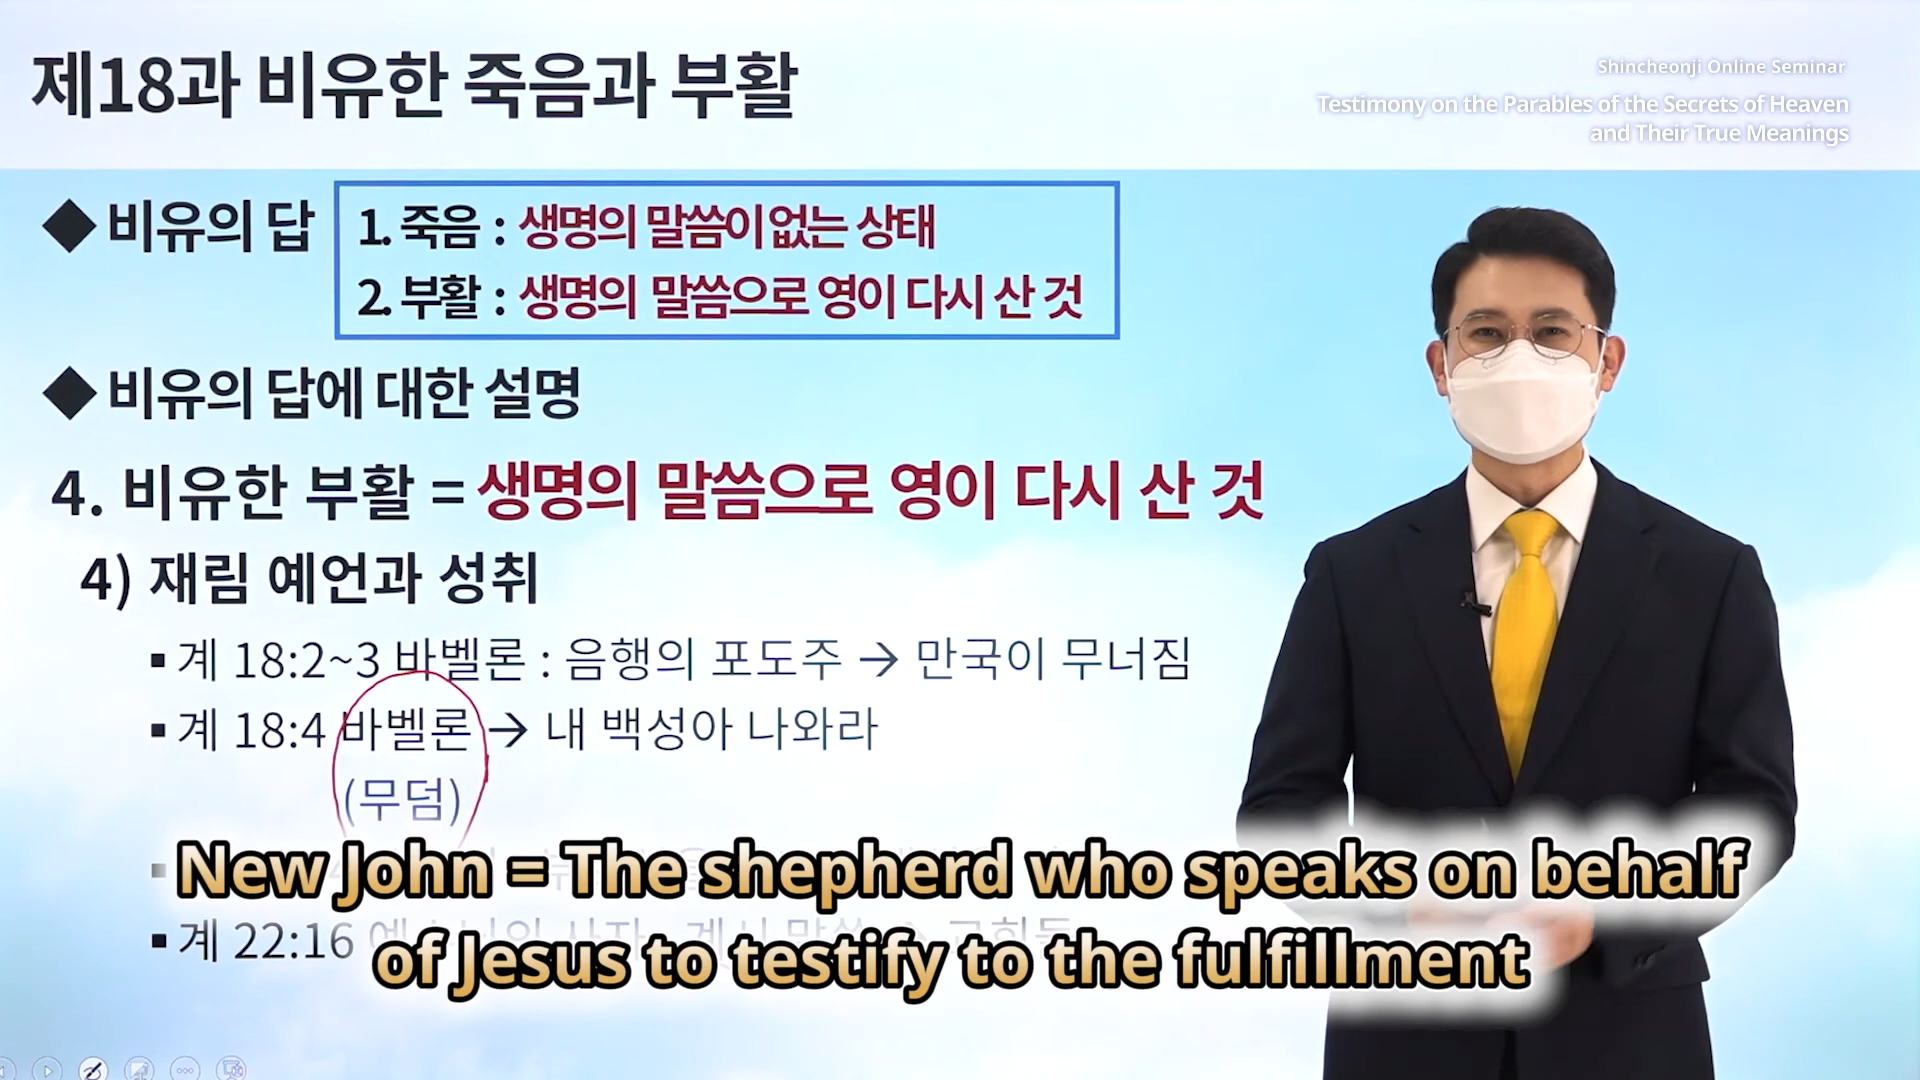 제18과 비유한 죽음과 부활
Shincheonji Online Seminar
Testimony on the Parables of the Secrets of Heaven
and Their True Meanings
◆ 비유의 답
1. 죽음 : 생명의 말씀이 없는 상태
2. 부활 : 생명의 말씀으로 영이 다시 산 것
◆ 비유의 답에 대한 설명
4. 비유한 부활 = 생명의 말씀으로 영이 다시 산 것
4) 재림 예언과 성취
▪ 계 18:2~3 바벨론 : 음행의 포도주 → 만국이 무너짐
▪ 계 18:4 바벨론 → 내 백성아 나와라
(무덤)
New John = The shepherd who speaks on behalf
▪ 계 22:16
of Jesus to testify to the fulfillment